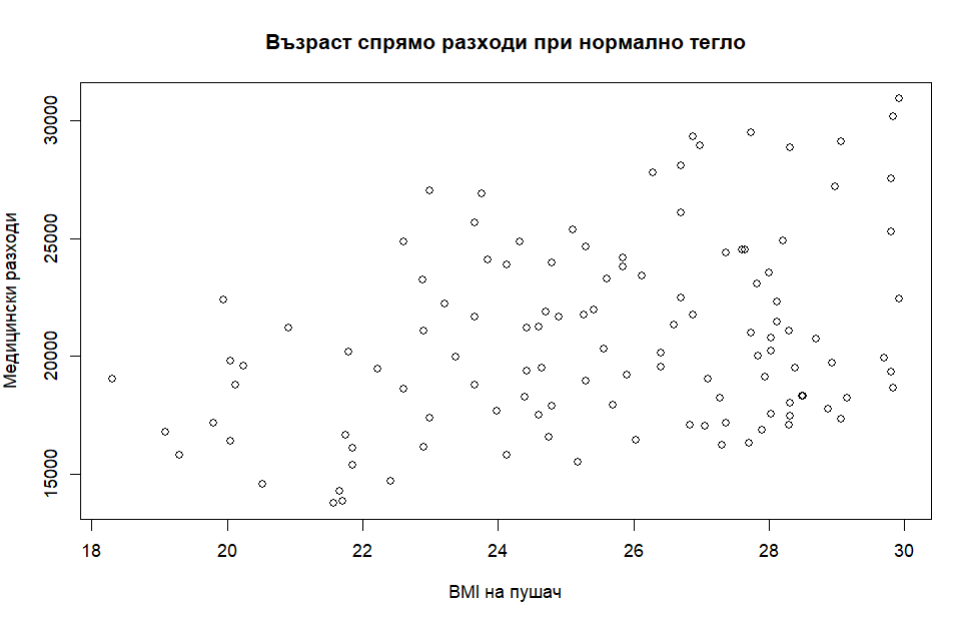 Възраст спрямо разходи при нормално тегло
Медицински разходи
30000
25000
20000
15000
18 20 22 24 26 28 30
BMI на пушач